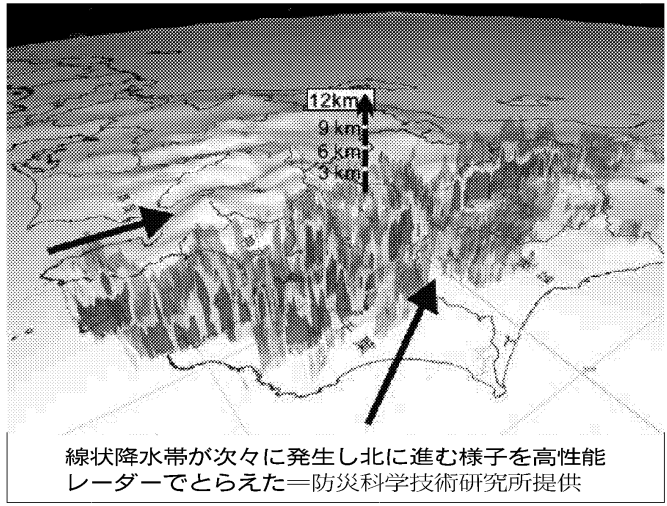 12km
9 km
6 km
3 km
線状降水帯が次々に発生し北に進む様子を高性能
レーダーでとらえた＝防災科学技術研究所提供